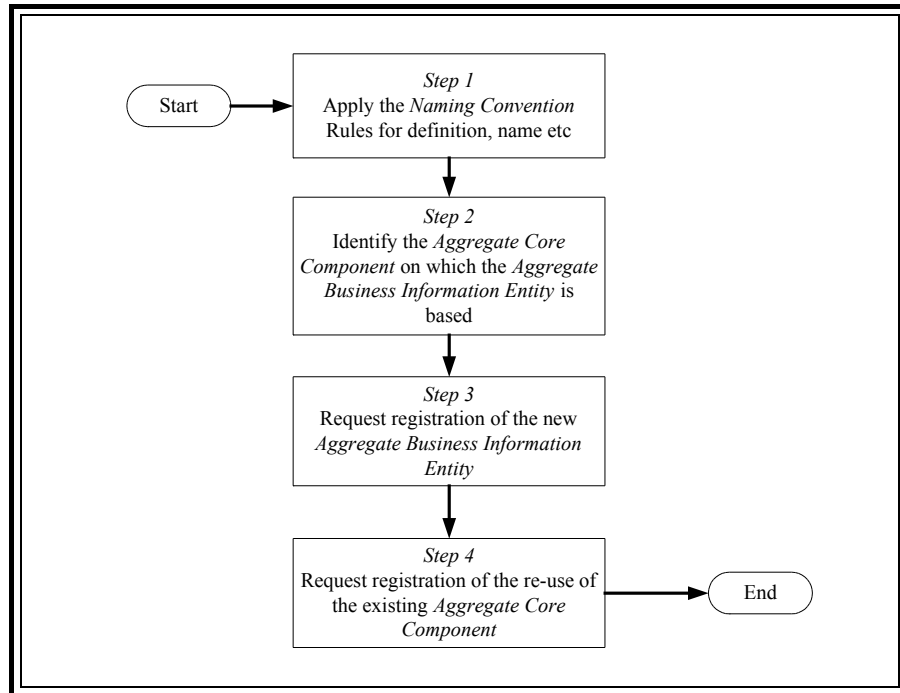 Start
Step 1
Apply the Naming Convention
Rules for definition, name etc
Step 2
Identify the Aggregate Core
Component on which the Aggregate
Business Information Entity is
based
Step 3
Request registration of the new
Aggregate Business Information
Entity
Step 4
Request registration of the re-use of
the existing Aggregate Core
Component
End